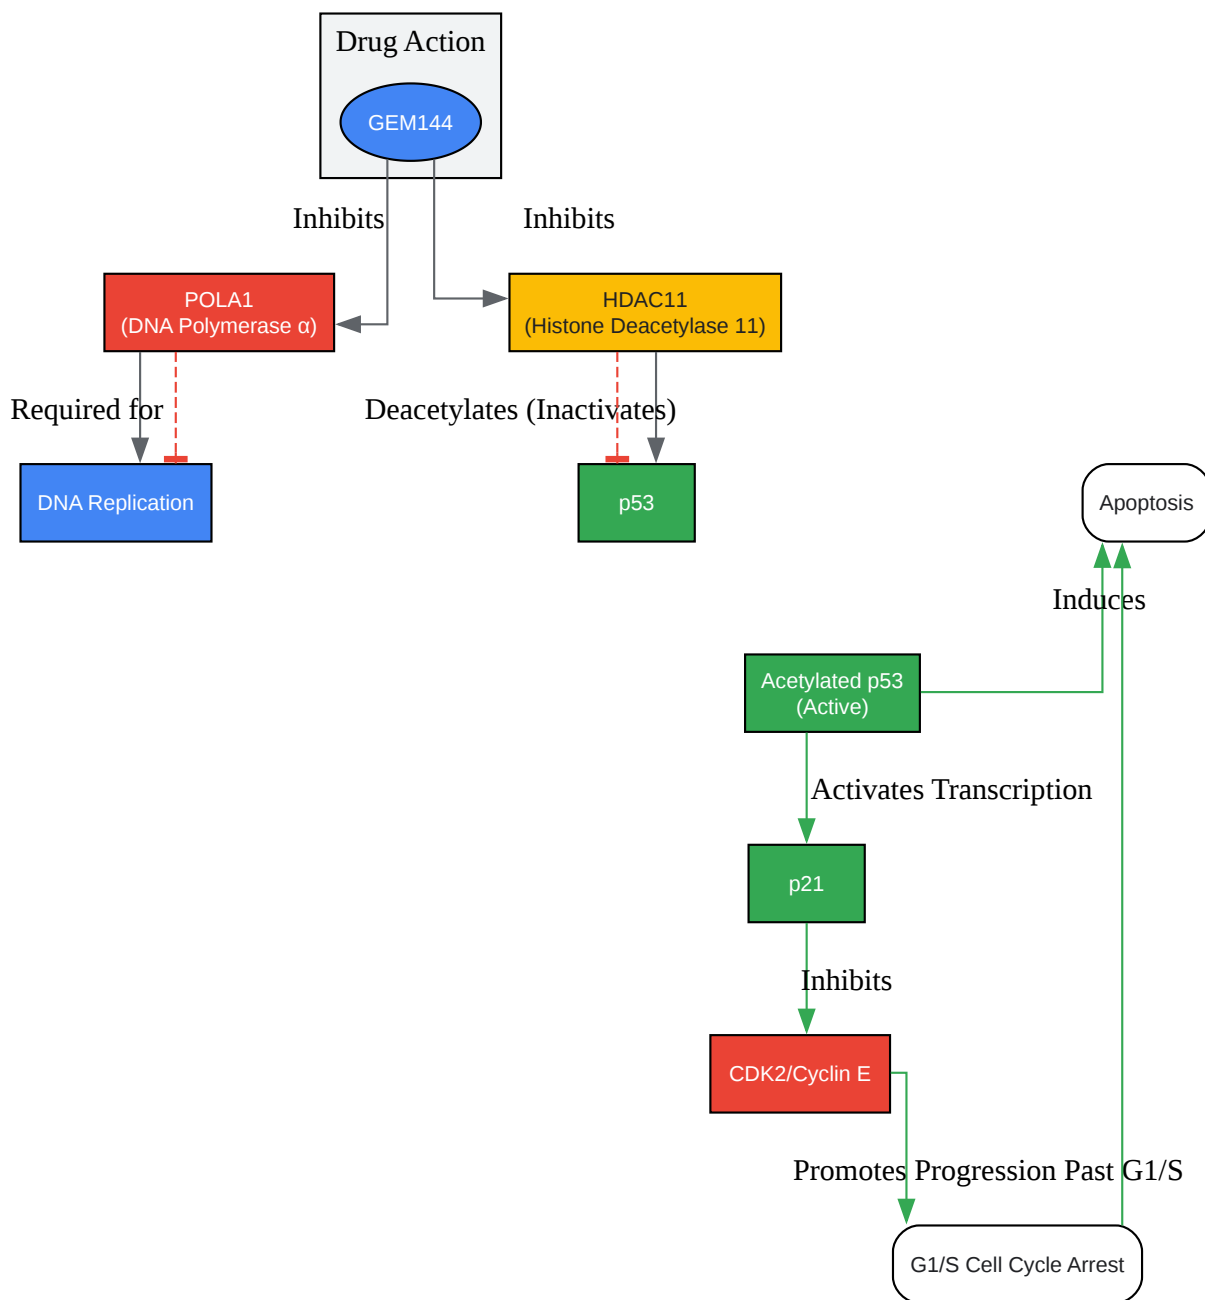 Drug Action
GEM144
Inhibits
Inhibits
POLA1
(DNA Polymerase α)
HDAC11
(Histone Deacetylase 11)
Required for
Deacetylates (Inactivates)
DNA Replication
p53
Apoptosis
Induces
Acetylated p53
(Active)
Activates Transcription
p21
Inhibits
CDK2/Cyclin E
Promotes Progression Past G1/S
G1/S Cell Cycle Arrest